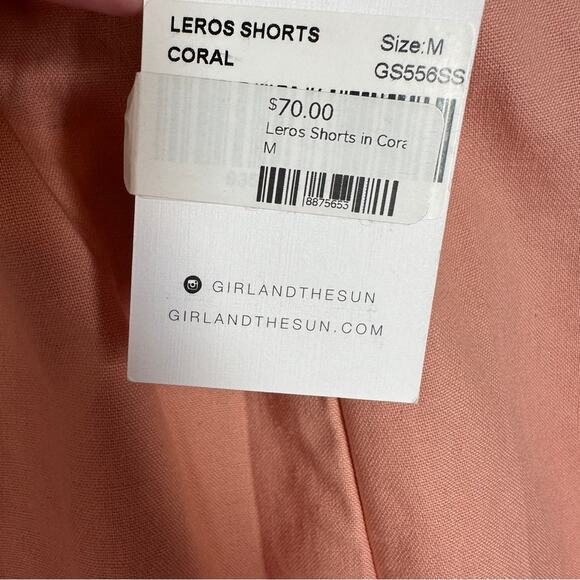 LEROS SHORTS
CORAL
Size:M
GS556SS
$70.00
Leros Shorts in Cora
M
8875653
GIRLANDTHESUN
GIRLANDTHESUN.COM